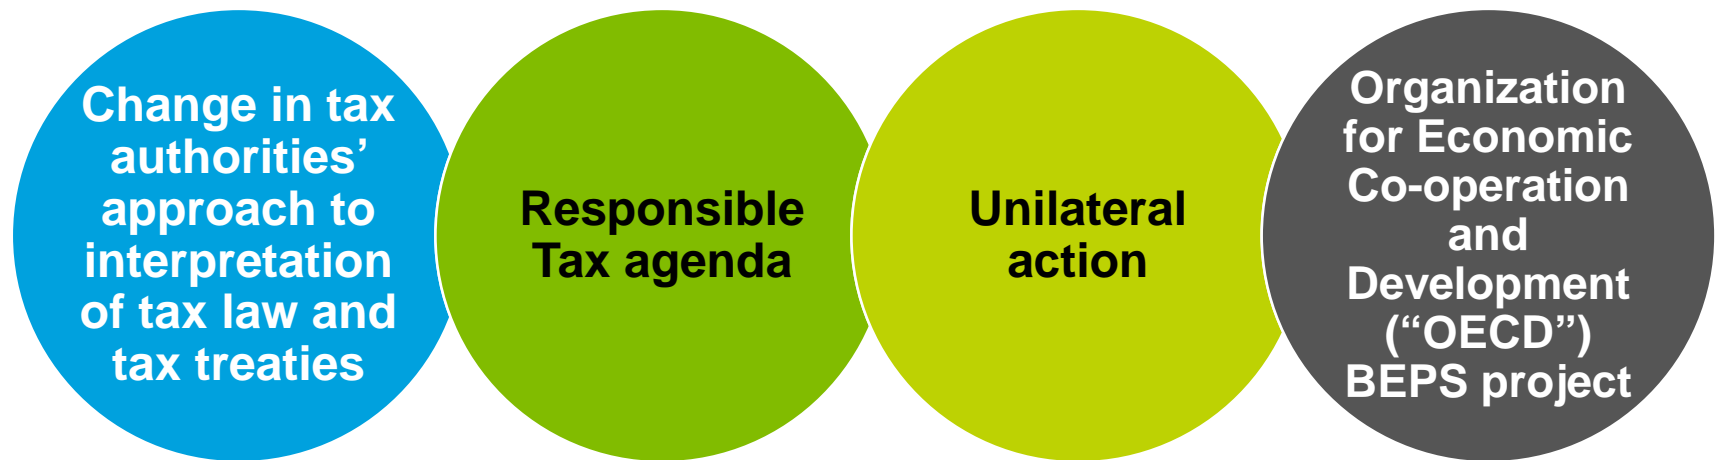 Change in tax
authorities’
approach to
interpretation
of tax law and
tax treaties
Responsible
Tax agenda
Unilateral
action
Organization
for Economic
Co-operation
and
Development
(“OECD”)
BEPS project